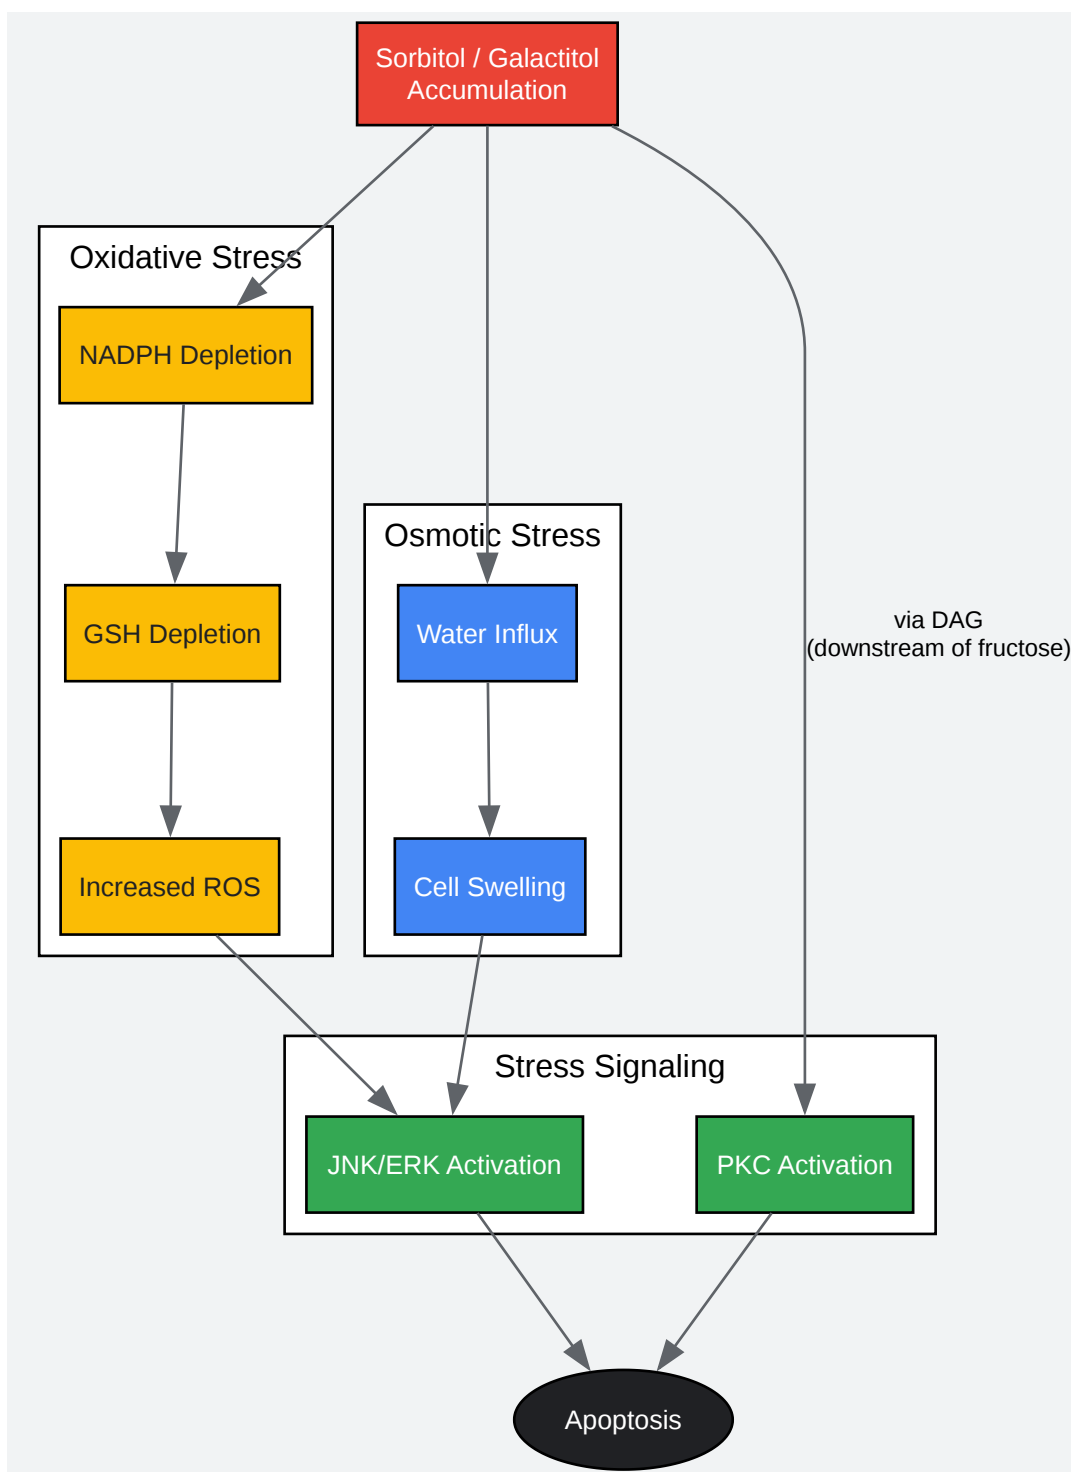 Sorbitol / Galactitol
Accumulation
Oxidative Stress
NADPH Depletion
Osmotic Stress
GSH Depletion
Water Influx
via DAG
(downstream of fructose)
Increased ROS
Cell Swelling
Stress Signaling
JNK/ERK Activation
PKC Activation
Apoptosis